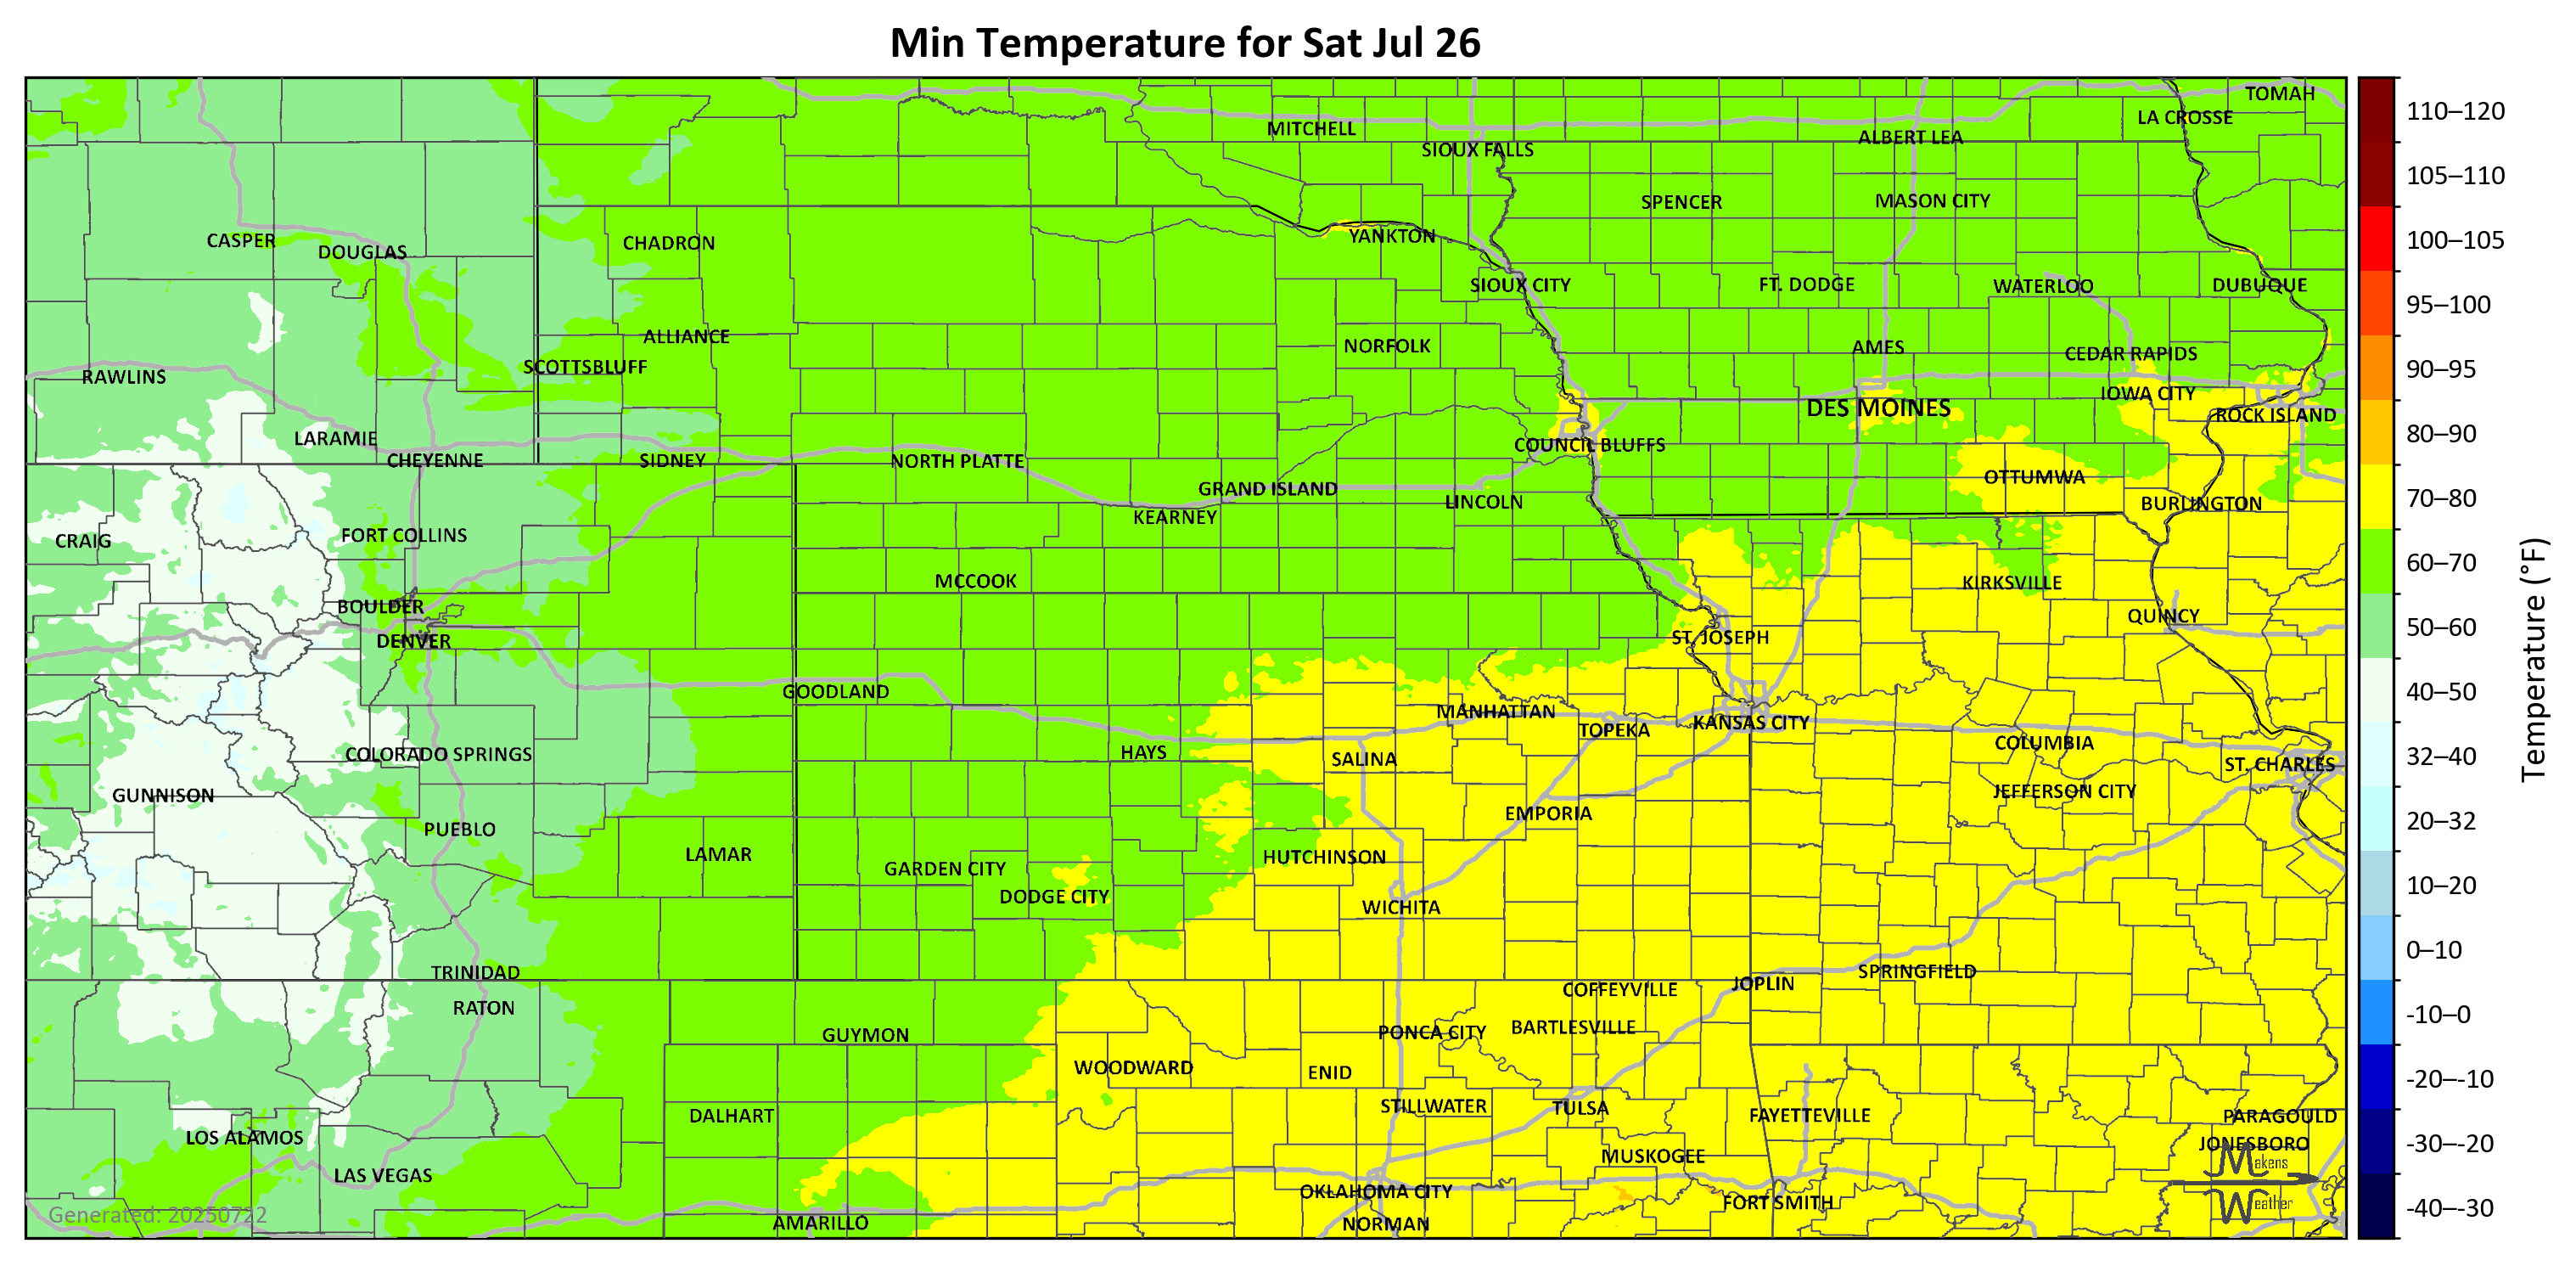 Min Temperature for Sat Jul 26
TOMAH
LA CROSSE
MITCHELL
ALBERT LEA
SIOUX FALLS
SPENCER
MASON CITY
CASPER
DOUGLAS
CHADRON
YANKTON
SIOUX CITY
FT. DODGE
WATERLOO
DUBUQUE
ALLIANCE
NORFOLK
AMES
CEDAR RAPIDS
SCOTTSBLUFF
RAWLINS
IOWA CITY
DES MOINES
ROCK ISLAND
LARAMIE
COUNCIL BLUFFS
CHEYENNE
SIDNEY
NORTH PLATTE
OTTUMWA
GRAND ISLAND
LINCOLN
BURLINGTON
KEARNEY
FORT COLLINS
CRAIG
MCCOOK
KIRKSVILLE
BOULDER
QUINCY
DENVER
ST. JOSEPH
GOODLAND
MANHATTAN
TOPEKA
KANSAS CITY
COLUMBIA
COLORADO SPRINGS
HAYS
SALINA
ST. CHARLES
GUNNISON
JEFFERSON CITY
EMPORIA
PUEBLO
LAMAR
HUTCHINSON
GARDEN CITY
DODGE CITY
WICHITA
TRINIDAD
SPRINGFIELD
JOPLIN
COFFEYVILLE
RATON
GUYMON
PONCA CITY
BARTLESVILLE
WOODWARD
ENID
DALHART
STILLWATER
TULSA
FAYETTEVILLE
PARAGOULD
LOS ALAMOS
JONESBORO
MUSKOGEE
LAS VEGAS
OKLAHOMA CITY
FORT SMITH
AMARILLO
NORMAN
Generated: 20250722
Makens
Weather
110–120
105–110
100–105
95–100
90–95
80–90
70–80
60–70
50–60
40–50
32–40
20–32
10–20
0–10
-10–0
-20–-10
-30–-20
-40–-30
Temperature (°F)